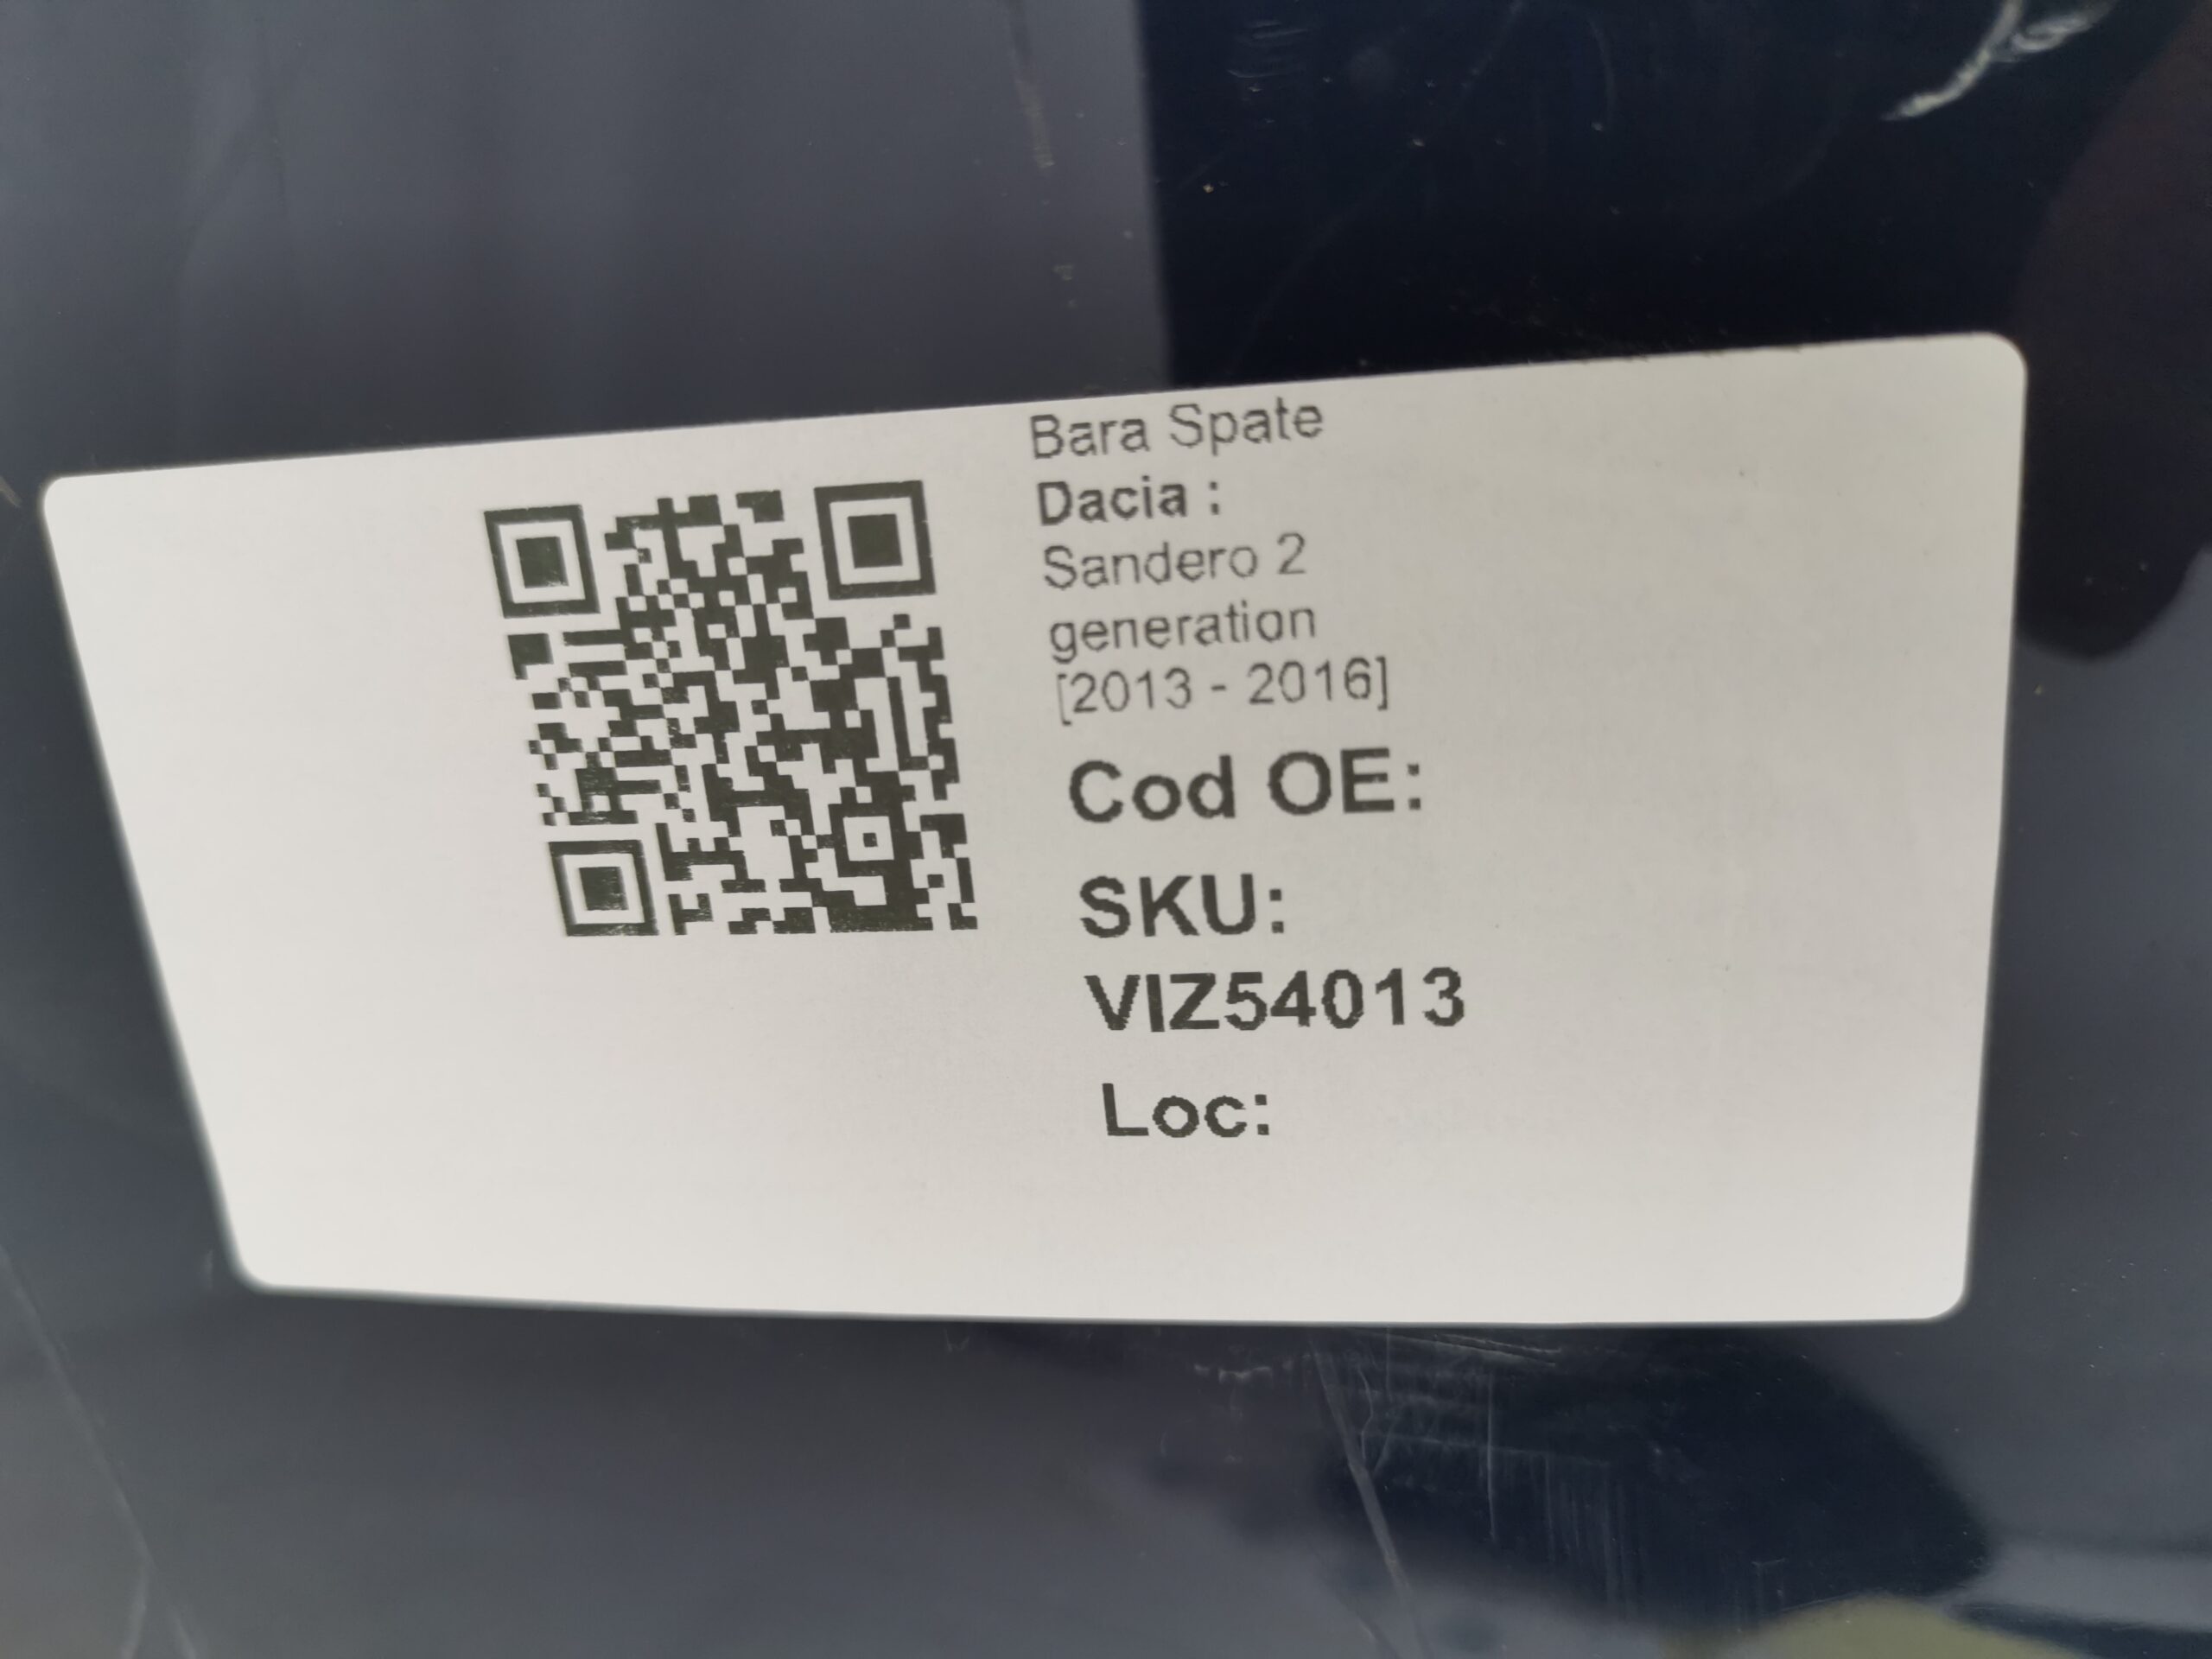 Bara Spate
Dacia :
Sandero 2
generation
[2013 - 2016]
Cod OE:
SKU:
VIZ54013
Loc: